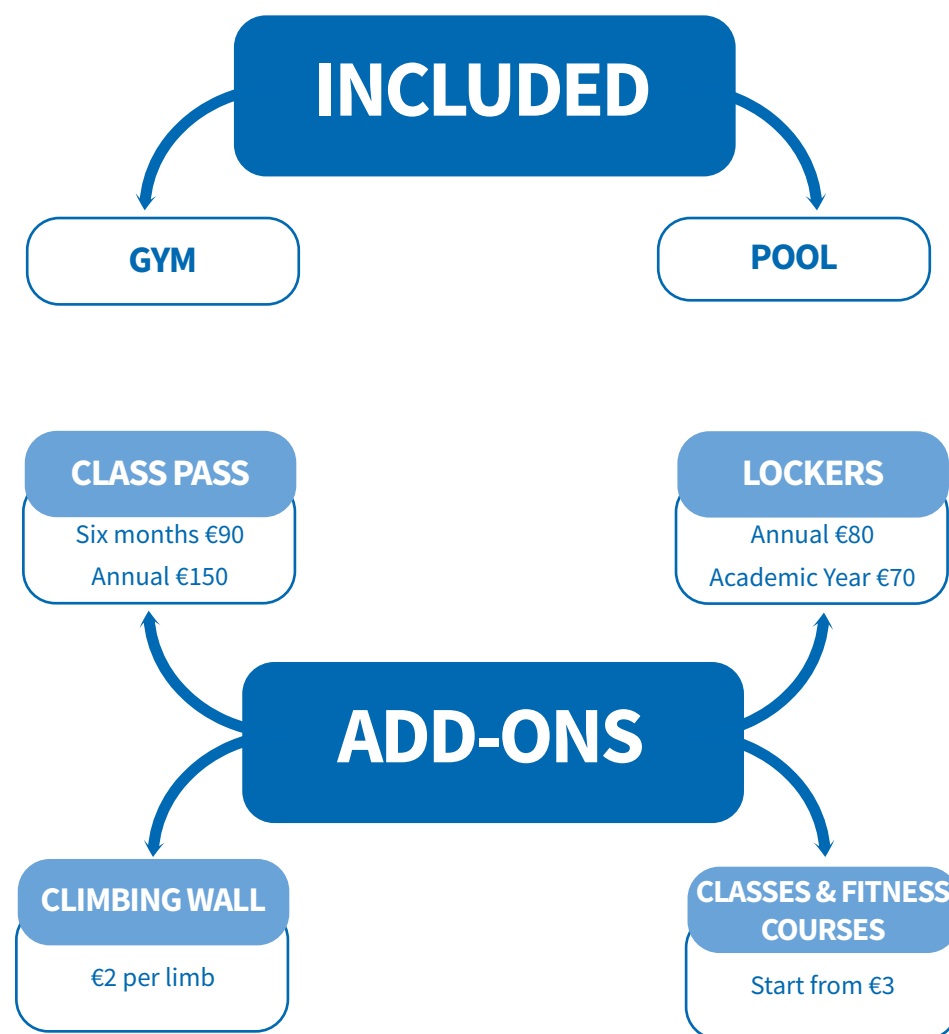 INCLUDED
GYM
POOL
CLASS PASS
Six months €90
Annual €150
LOCKERS
Annual €80
Academic Year €70
ADD-ONS
CLIMBING WALL
€2 per limb
CLASSES & FITNESS
COURSES
Start from €3